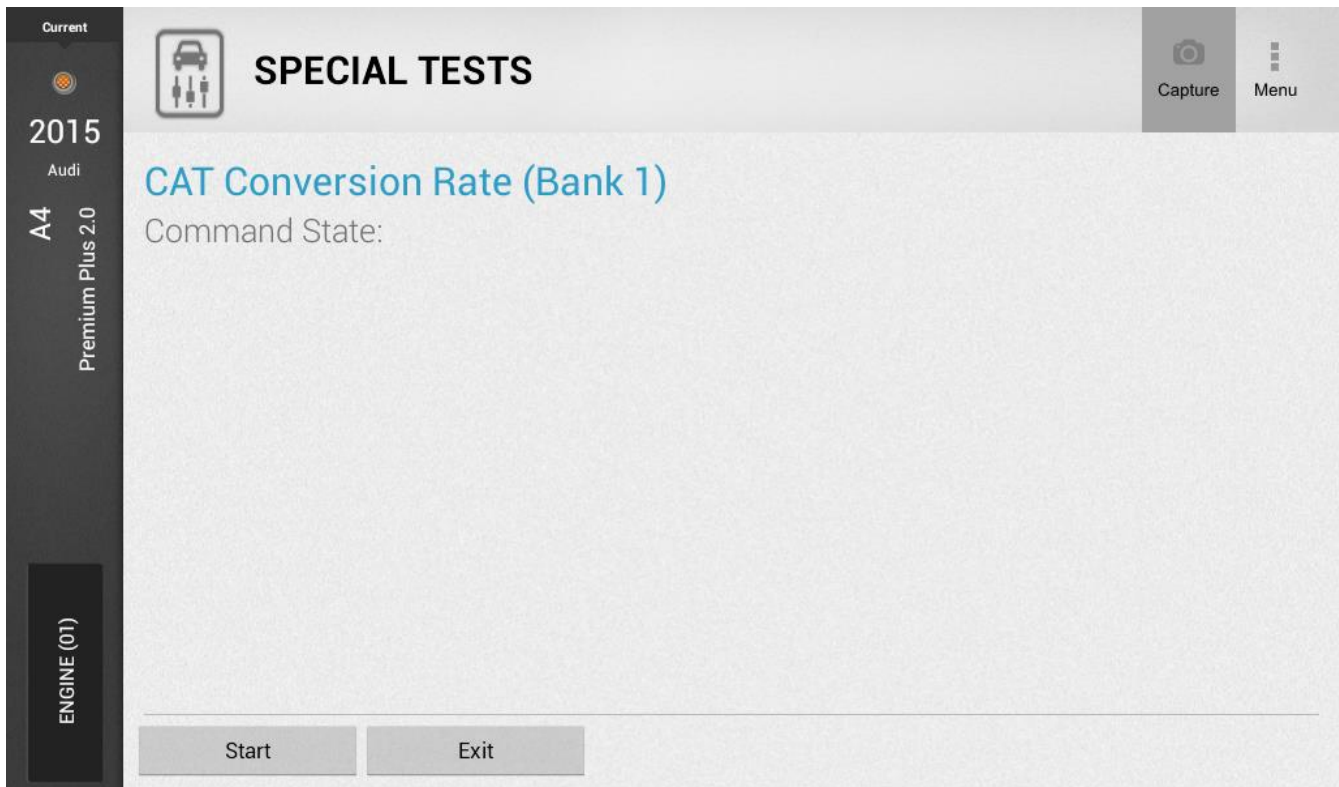 Current
2015
Audi
A4
Premium Plus 2.0
ENGINE (01)
SPECIAL TESTS
Capture
Menu
CAT Conversion Rate (Bank 1)
Command State:
Start
Exit